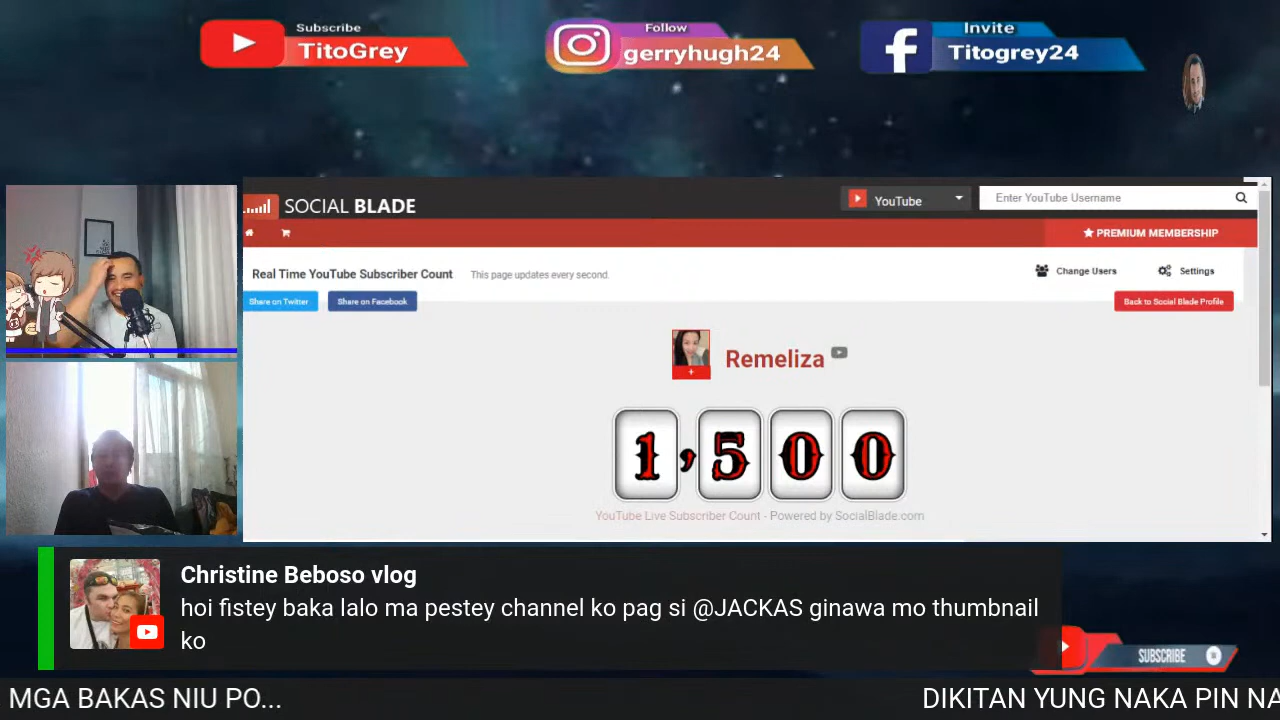 Subscribe
TitoGrey
Follow
gerryhugh24
Invite
Titogrey24
SOCIAL BLADE
YouTube
Enter YouTube Username
PREMIUM MEMBERSHIP
Real Time YouTube Subscriber Count
This page updates every second.
Change Users
Settings
Share on Twitter
Share on Facebook
Back to Social Blade Profile
+
Remeliza
1,500
YouTube Live Subscriber Count - Powered by SocialBlade.com
Christine Beboso vlog
hoi fistey baka lalo ma pestey channel ko pag si @JACKAS ginawa mo thumbnail
ko
SUBSCRIBE
MGA BAKAS NIU PO... DIKITAN YUNG NAKA PIN NA